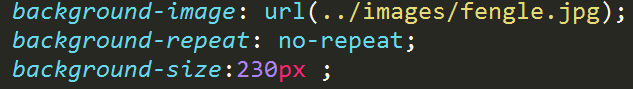 background-image: url(../images/fengle.jpg);
background-repeat: no-repeat;
background-size:230px ;